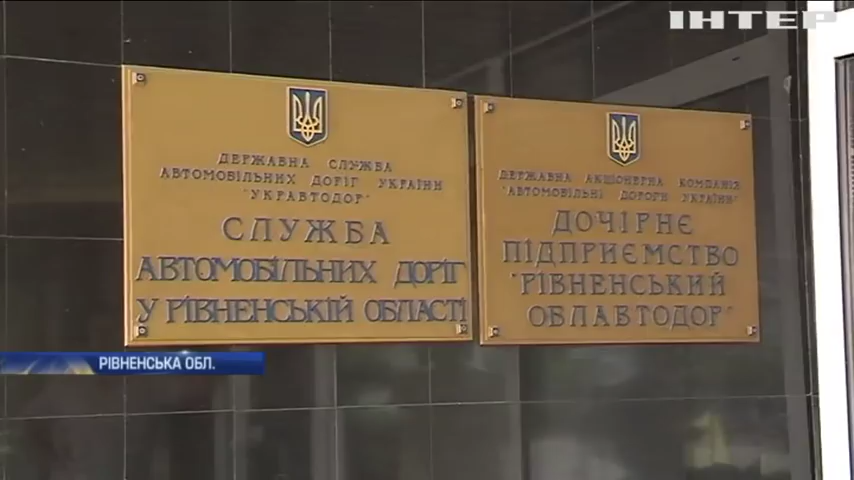 ІНТЕР
ДЕРЖАВНА СЛУЖБА
АВТОМОБІЛЬНИХ ДОРІГ УКРАЇНИ
"УКРАВТОДОР"
СЛУЖБА
АВТОМОБІЛЬНИХ ДОРІГ
У РІВНЕНСЬКІЙ ОБЛАСТІ
ДЕРЖАВНА АКЦІОНЕРНА КОМПАНІЯ
"АВТОМОБІЛЬНІ ДОРОГИ УКРАЇНИ"
ДОЧІРНЄ
ПІДПРИЄМСТВО
"РІВНЕНСЬКИЙ
ОБЛАВТОДОР"
РІВНЕНСЬКА ОБЛ.